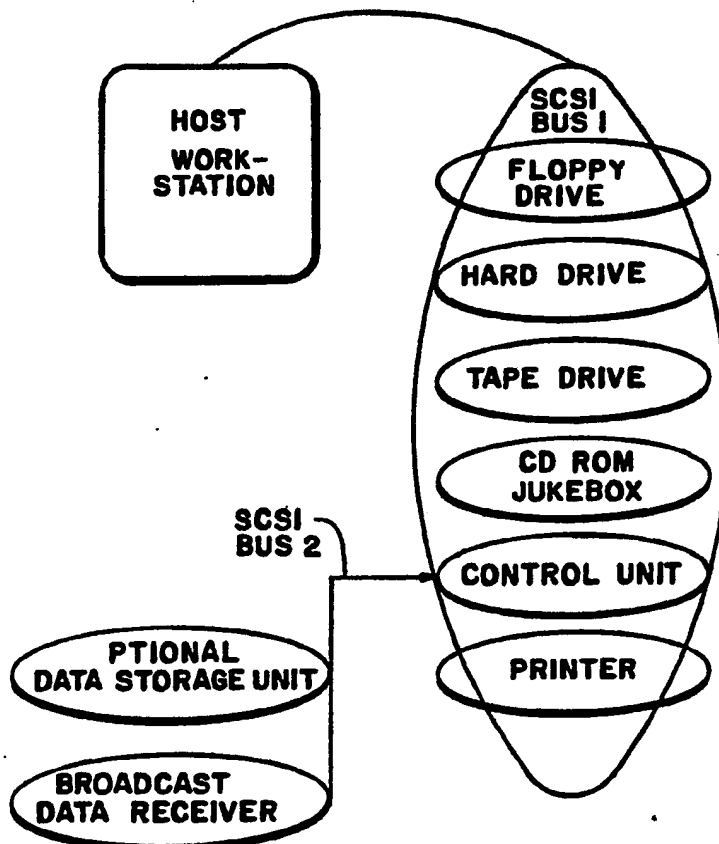 HOST
WORK-
STATION
SCSI
BUS 1
FLOPPY
DRIVE
HARD DRIVE
TAPE DRIVE
CD ROM
JUKEBOX
SCSI
BUS 2
CONTROL UNIT
PTIONAL
DATA STORAGE UNIT
PRINTER
BROADCAST
DATA RECEIVER